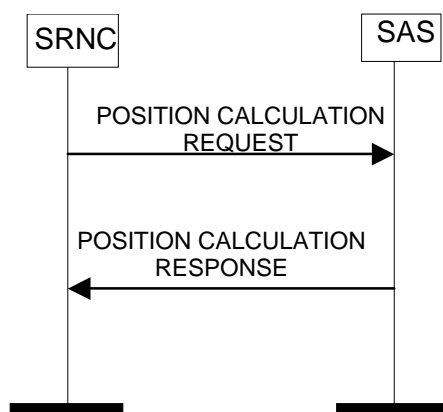 SRNC
SAS
POSITION CALCULATION
REQUEST
POSITION CALCULATION
RESPONSE